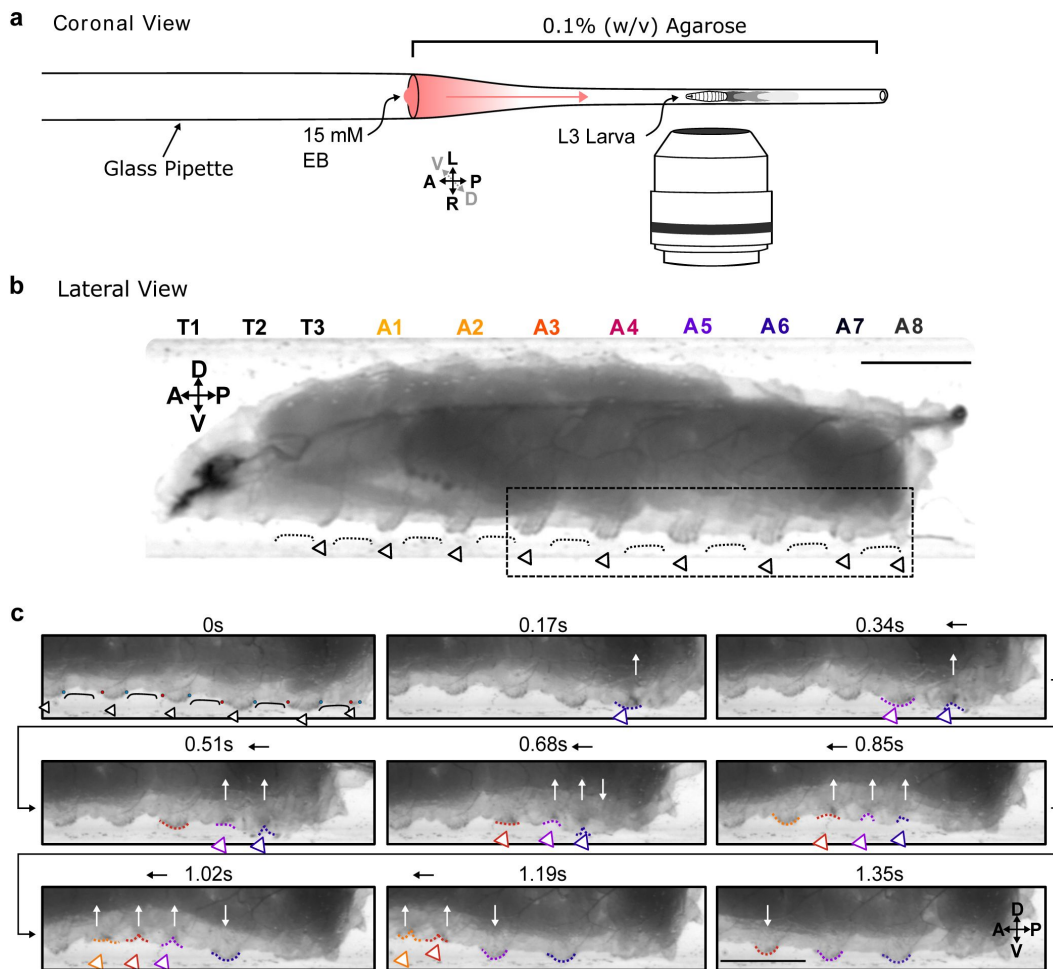 a Coronal View
0.1% (w/v) Agarose
15 mM
EB
L3 Larva
Glass Pipette
V L
A P
R D
b Lateral View
T1 T2 T3 A1 A2 A3 A4 A5 A6 A7 A8
D
A P
V
c
0s 0.17s 0.34s
0.51s 0.68s 0.85s
1.02s 1.19s 1.35s
D
A P
V